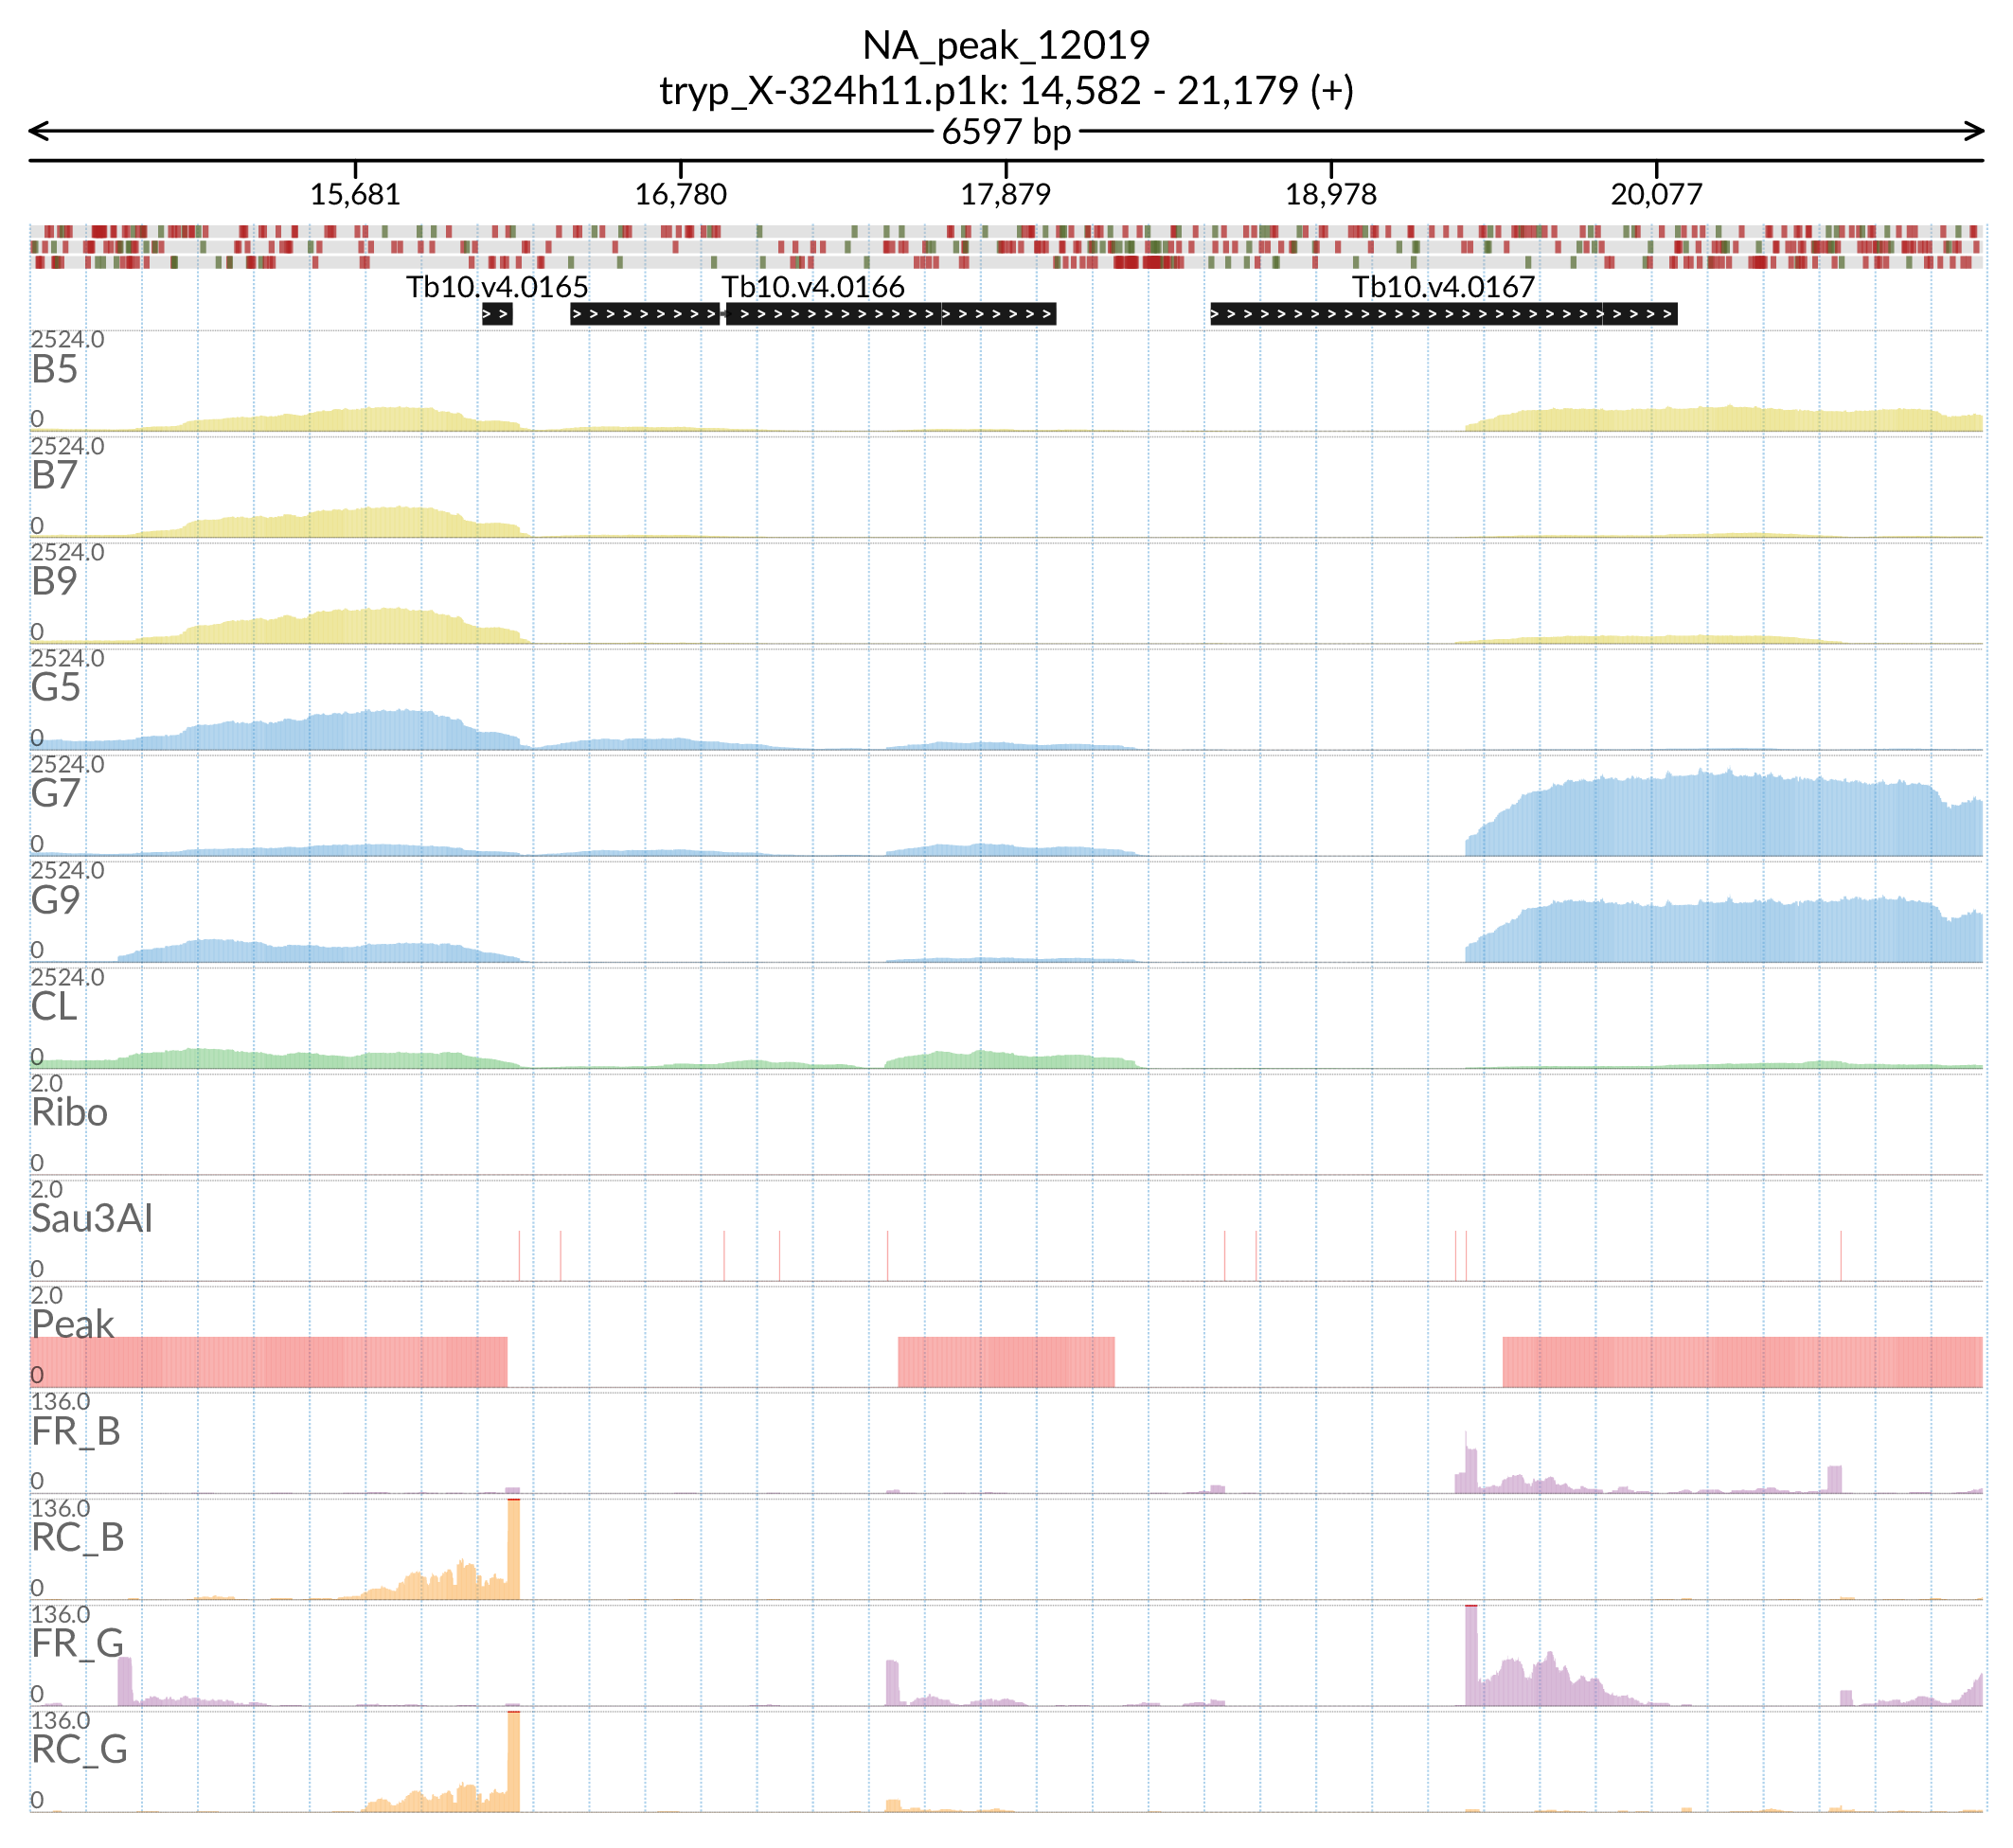 NA_peak_12019
tryp_X-324h11.p1k: 14,582 - 21,179 (+)
6597 bp
15,681 16,780 17,879 18,978 20,077
Tb10.v4.0165 Tb10.v4.0166 Tb10.v4.0167
2524.0
B5
0
2524.0
B7
0
2524.0
B9
0
2524.0
G5
0
2524.0
G7
0
2524.0
G9
0
2524.0
CL
0
2.0
Ribo
0
2.0
Sau3AI
0
2.0
Peak
0
136.0
FR_B
0
136.0
RC_B
0
136.0
FR_G
0
136.0
RC_G
0